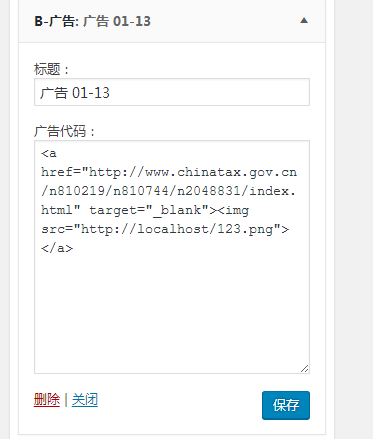 B-广告: 广告 01-13
标题：
广告 01-13
广告代码：
<a
href="http://www.chinatax.gov.cn
/n810219/n810744/n2048831/index.
html" target="_blank"><img
src="http://localhost/123.png">
</a>
删除 | 关闭
保存